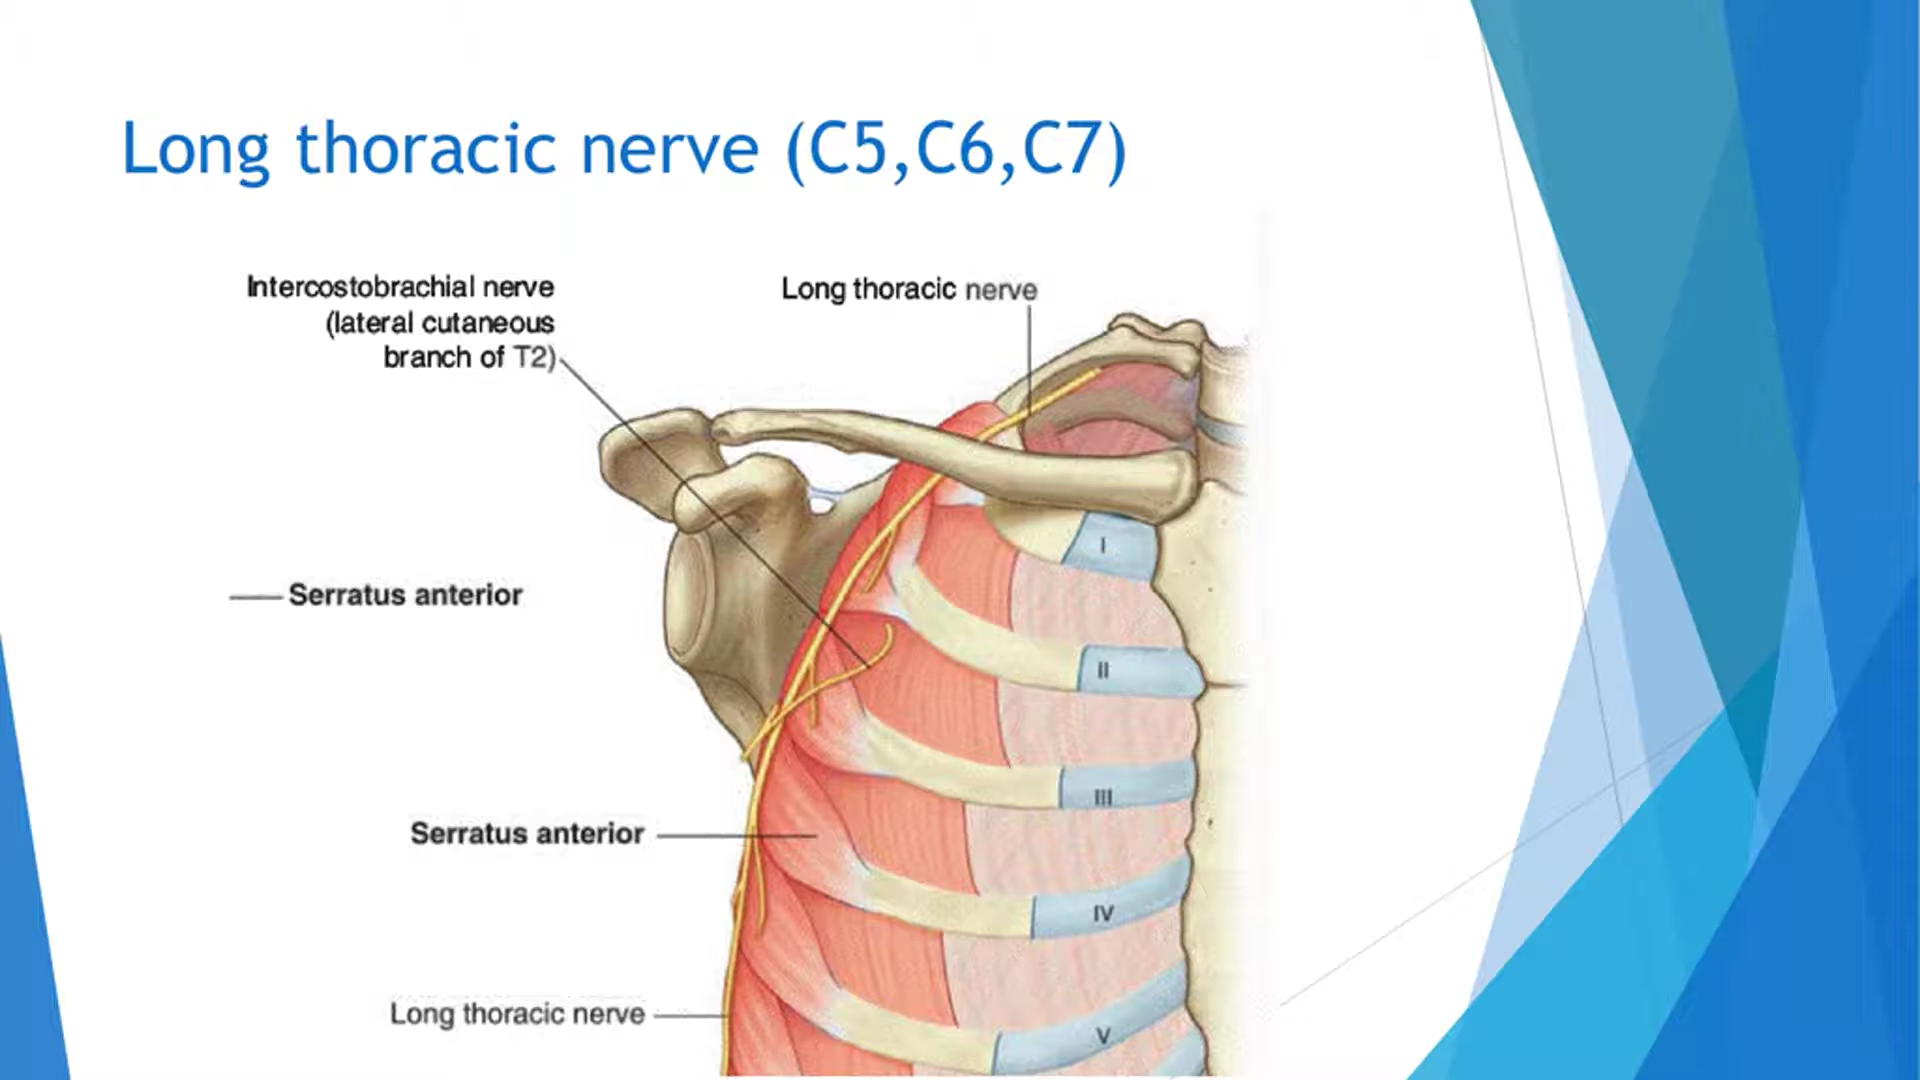 Long thoracic nerve (C5,C6,C7)
Intercostobrachial nerve
(lateral cutaneous
branch of T2)
Long thoracic nerve
I
Serratus anterior
II
III
Serratus anterior
IV
Long thoracic nerve
V